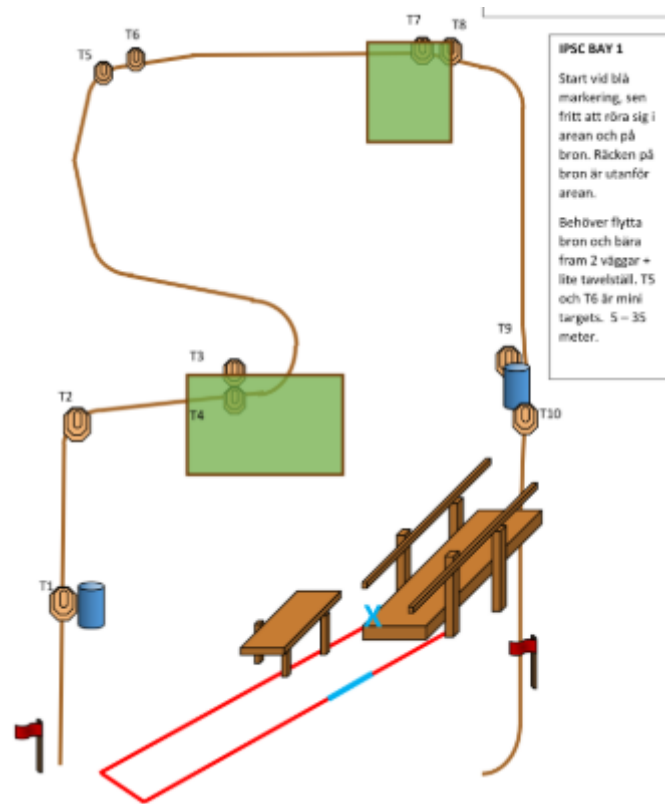 T7
T8
T6
T5
IPSC BAY 1
Start vid blå
markering, sen
fritt att röra sig i
arean och på
bron. Räcken på
bron är utanför
arean.
Behöver flytta
bron och bära
fram 2 väggar +
lite tavelställ. T5
och T6 är mini
targets. 5 – 35
meter.
T9
T3
T2
T4
T10
T1
X